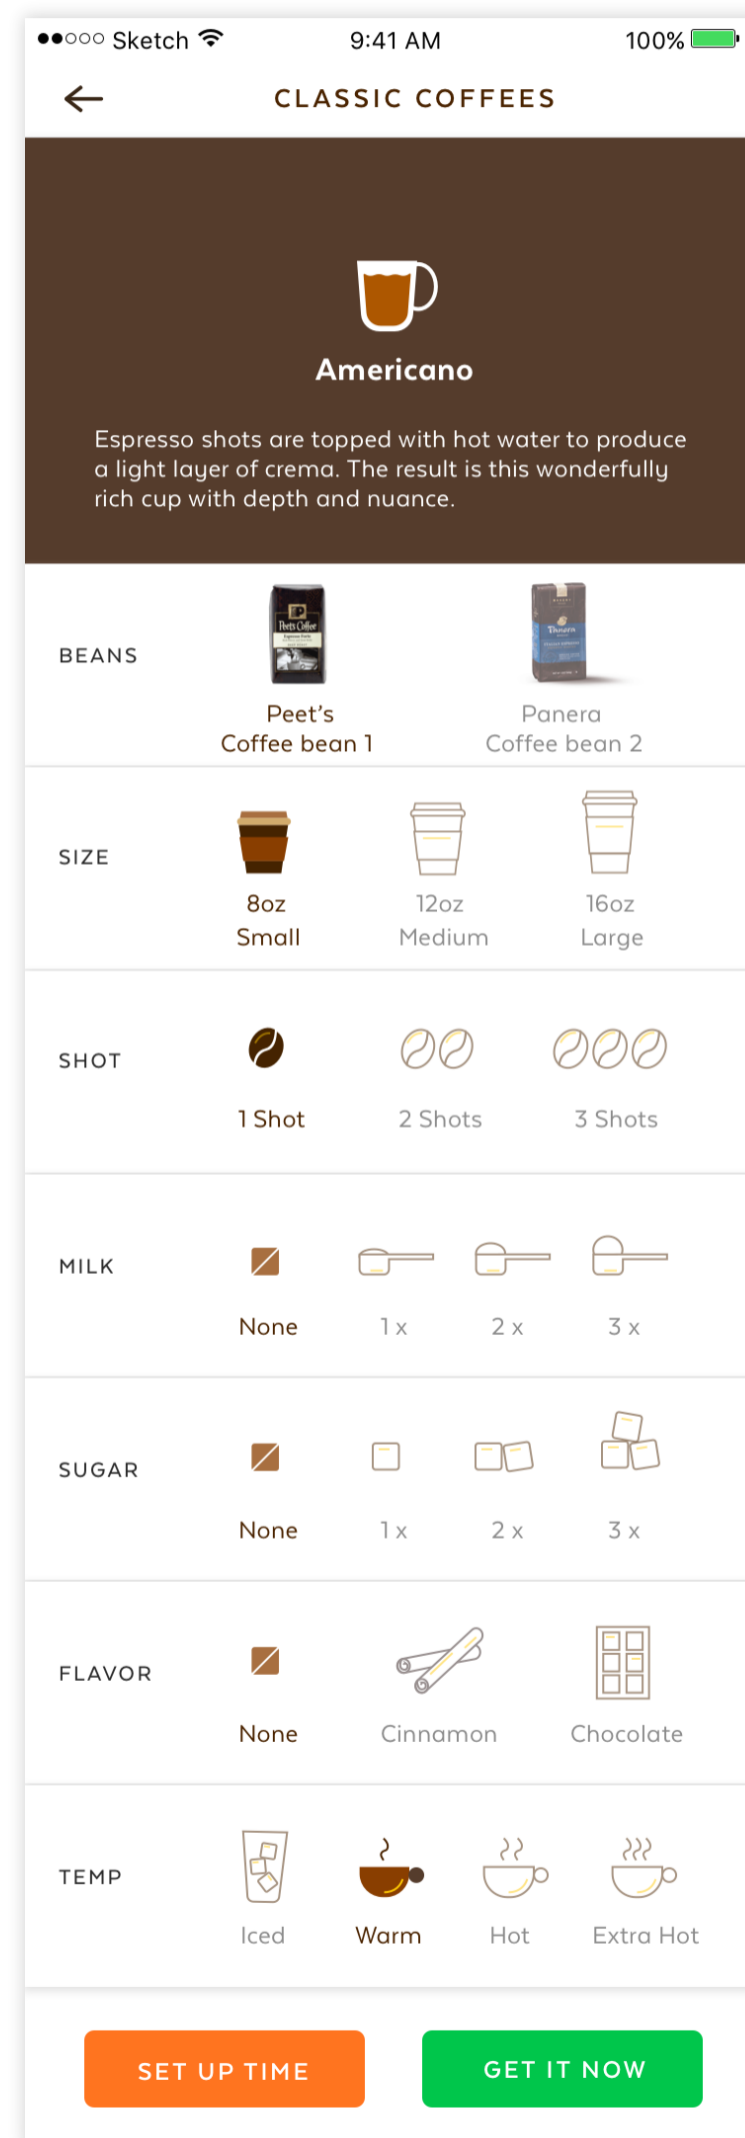 Sketch 9:41 AM 100%
CLASSIC COFFEES
Americano
Espresso shots are topped with hot water to produce
a light layer of crema. The result is this wonderfully
rich cup with depth and nuance.
BEANS
Peet's Coffee
Panera
Peet's
Coffee bean 1
Panera
Coffee bean 2
SIZE
8oz
Small
12oz
Medium
16oz
Large
SHOT
1 Shot
2 Shots
3 Shots
MILK
None
1 x
2 x
3 x
SUGAR
None
1 x
2 x
3 x
FLAVOR
None
Cinnamon
Chocolate
TEMP
Iced
Warm
Hot
Extra Hot
SET UP TIME
GET IT NOW